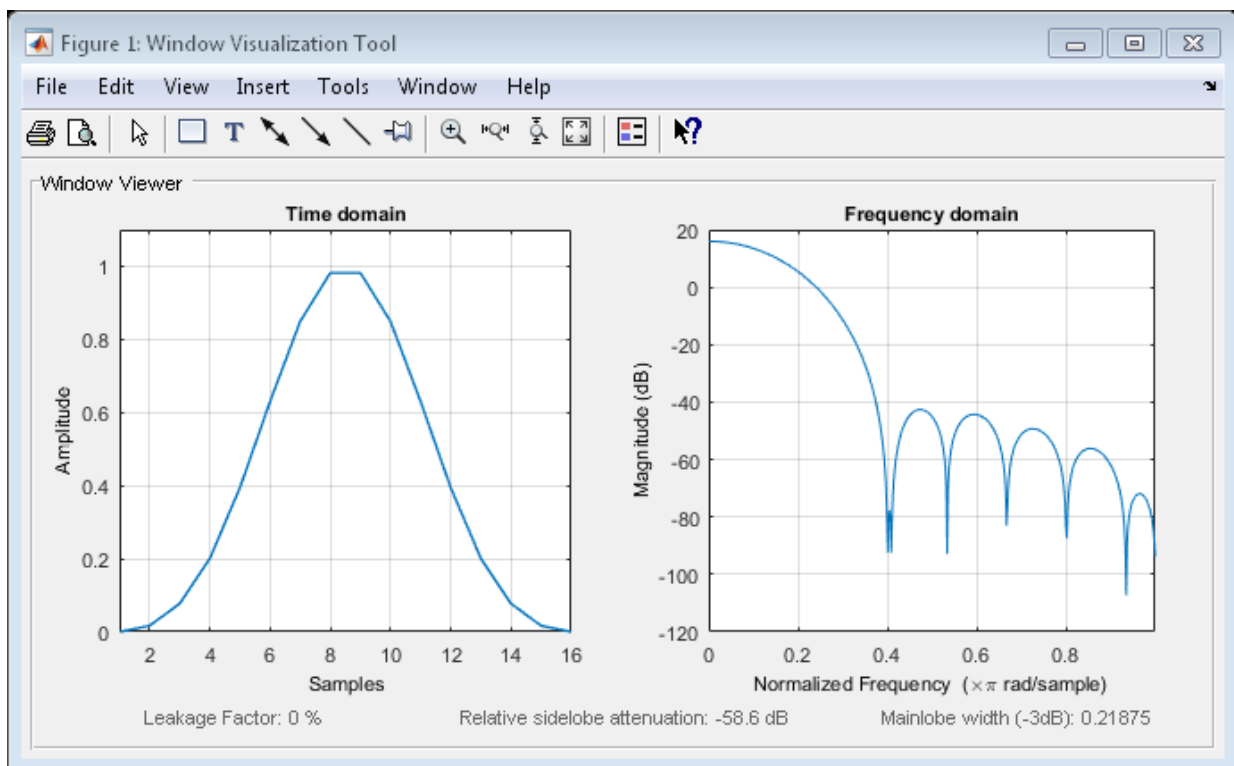 Figure 1: Window Visualization Tool
File Edit View Insert Tools Window Help
T
?
Window Viewer
Time domain
Amplitude
1
0.8
0.6
0.4
0.2
0
2 4 6 8 10 12 14 16
Samples
Frequency domain
Magnitude (dB)
20
0
-20
-40
-60
-80
-100
-120
0 0.2 0.4 0.6 0.8
Normalized Frequency (×π rad/sample)
Leakage Factor: 0 % Relative sidelobe attenuation: -58.6 dB Mainlobe width (-3dB): 0.21875